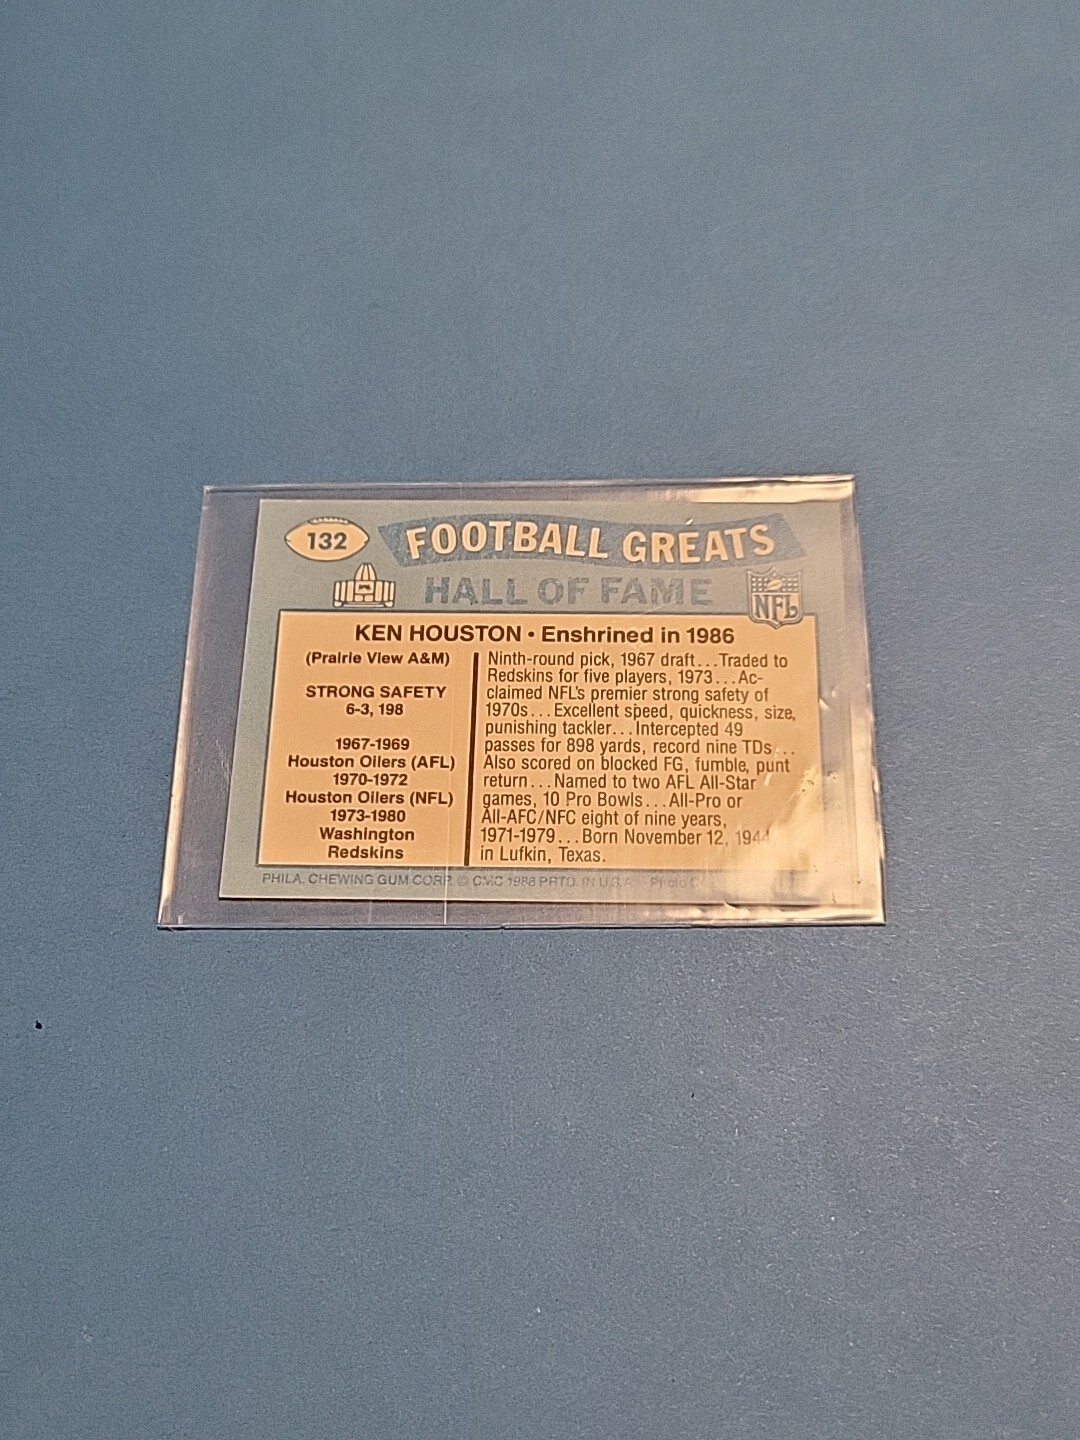 132
FOOTBALL GREATS
HALL OF FAME
NFL
KEN HOUSTON • Enshrined in 1986
(Prairie View A&M)
STRONG SAFETY
6-3, 198
1967-1969
Houston Oilers (AFL)
1970-1972
Houston Oilers (NFL)
1973-1980
Washington
Redskins
Ninth-round pick, 1967 draft...Traded to
Redskins for five players, 1973...Ac-
claimed NFL's premier strong safety of
1970s...Excellent speed, quickness, size,
punishing tackler...Intercepted 49
passes for 898 yards, record nine TDs...
Also scored on blocked FG, fumble, punt
return...Named to two AFL All-Star
games, 10 Pro Bowls...All-Pro or
All-AFC/NFC eight of nine years,
1971-1979...Born November 12, 1944
in Lufkin, Texas.
PHILA. CHEWING GUM CORP. © CMC 1988 PRTD. IN U.S.A. Photo